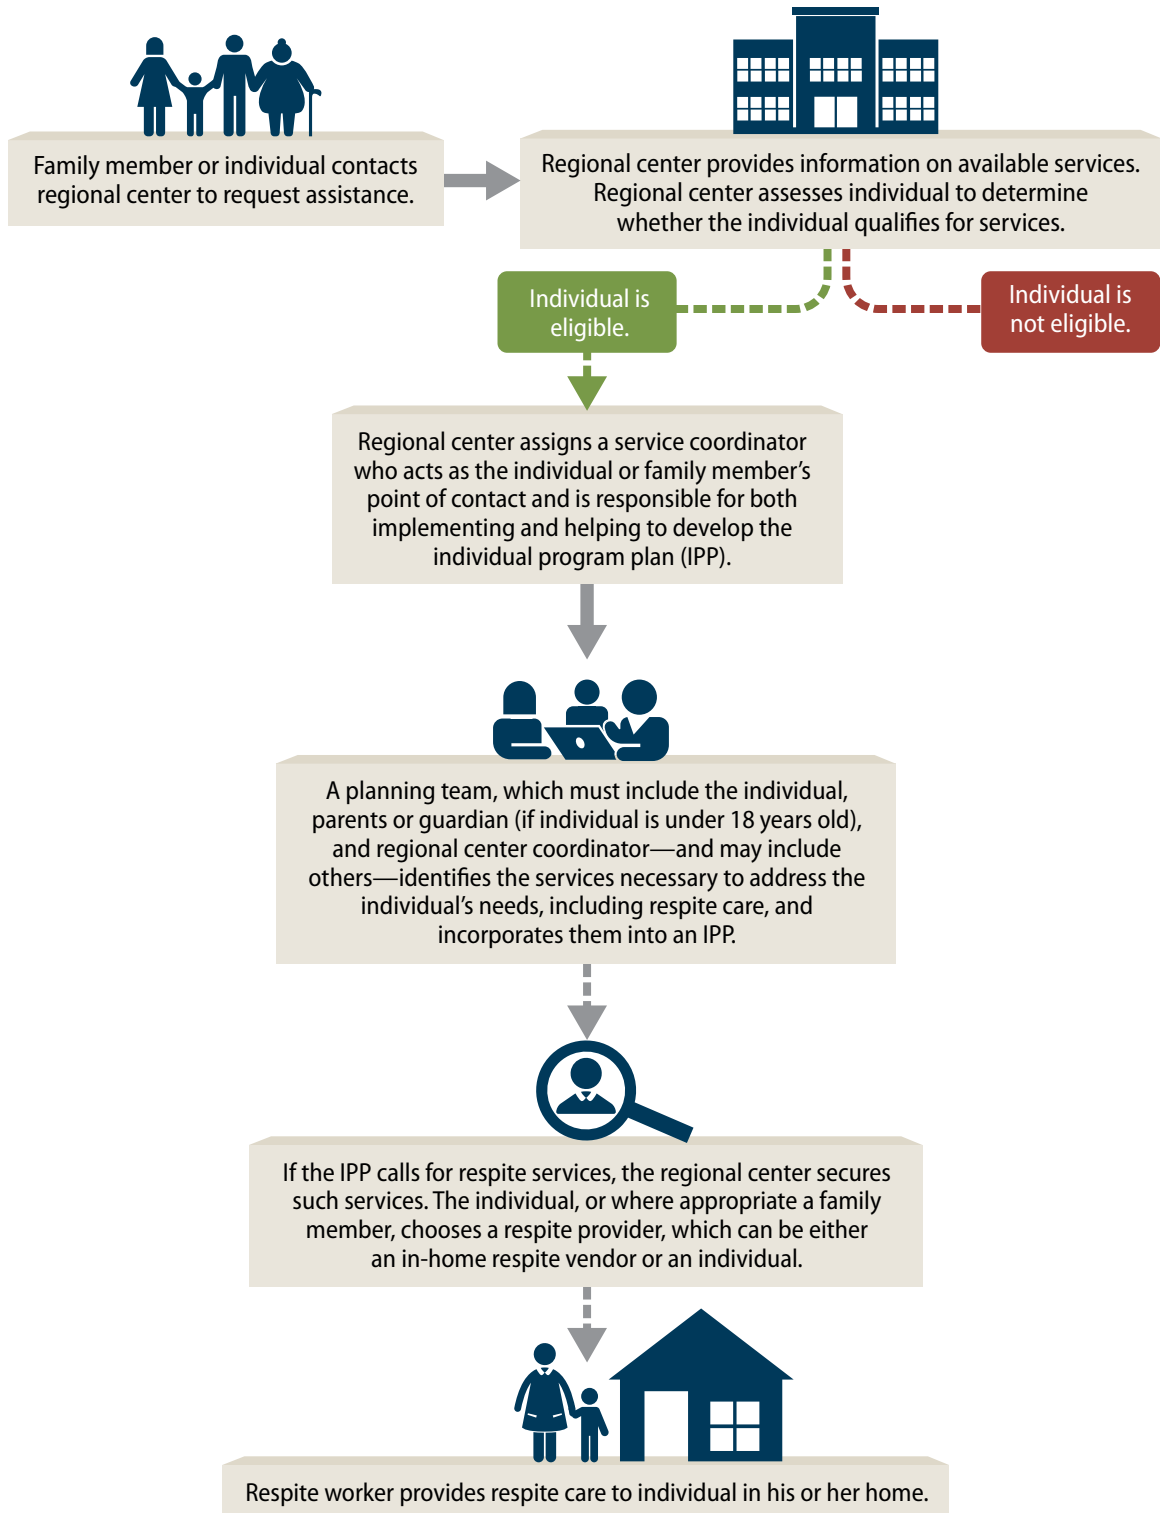 Family member or individual contacts
regional center to request assistance.
Regional center provides information on available services.
Regional center assesses individual to determine
whether the individual qualifies for services.
Individual is
eligible.
Individual is
not eligible.
Regional center assigns a service coordinator
who acts as the individual or family member’s
point of contact and is responsible for both
implementing and helping to develop the
individual program plan (IPP).
A planning team, which must include the individual,
parents or guardian (if individual is under 18 years old),
and regional center coordinator—and may include
others—identifies the services necessary to address the
individual’s needs, including respite care, and
incorporates them into an IPP.
If the IPP calls for respite services, the regional center secures
such services. The individual, or where appropriate a family
member, chooses a respite provider, which can be either
an in-home respite vendor or an individual.
Respite worker provides respite care to individual in his or her home.